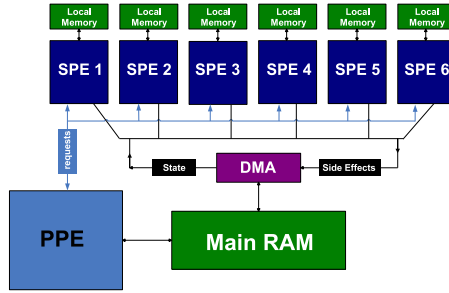 Local
Memory
Local
Memory
Local
Memory
Local
Memory
Local
Memory
Local
Memory
SPE 1
SPE 2
SPE 3
SPE 4
SPE 5
SPE 6
requests
State
DMA
Side Effects
PPE
Main RAM